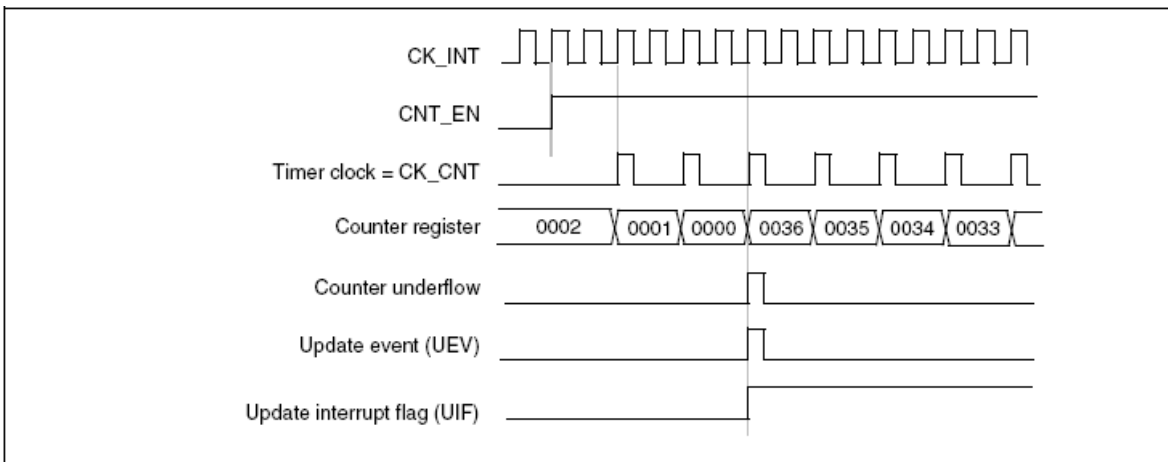 CK_INT
CNT_EN
Timer clock = CK_CNT
Counter register 0002 0001 0000 0036 0035 0034 0033
Counter underflow
Update event (UEV)
Update interrupt flag (UIF)